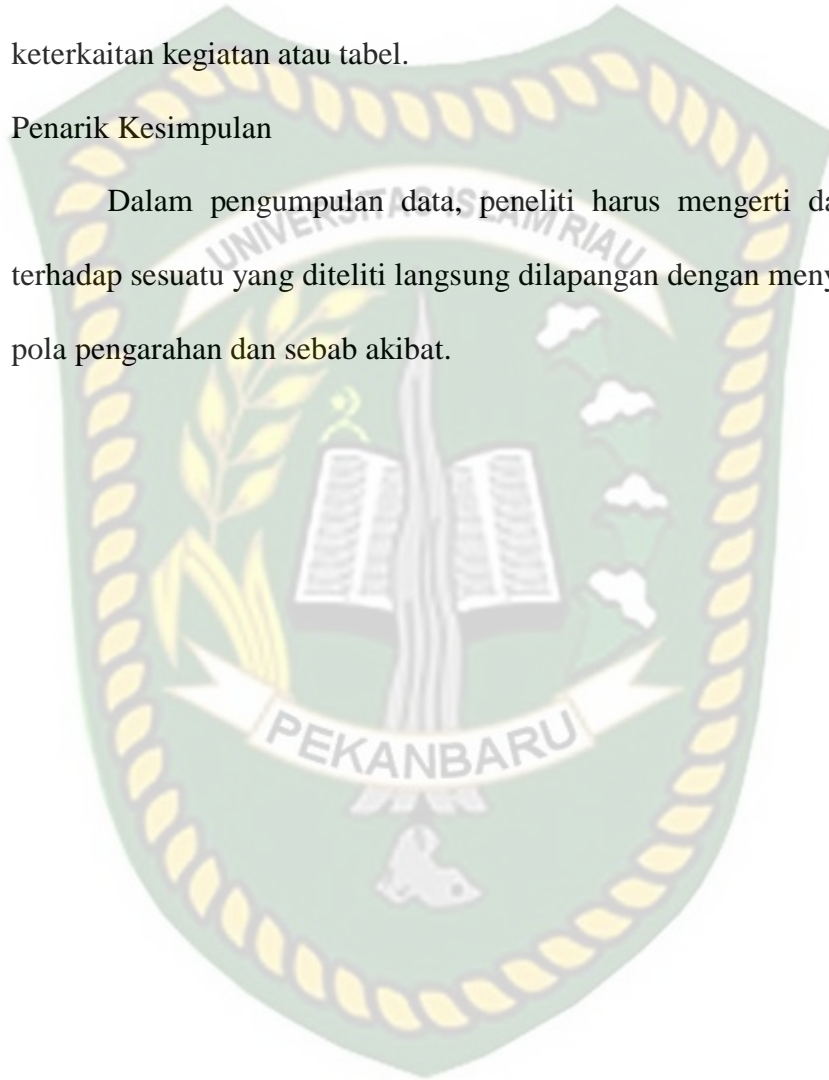 keterkaitan kegiatan atau tabel.
Penarik Kesimpulan
Dalam pengumpulan data, peneliti harus mengerti
terhadap sesuatu yang diteliti langsung dilapangan dengan
pola pengarahan dan sebab akibat.
UNIVERSITAS ISLAM RIAU
PEKANBARU